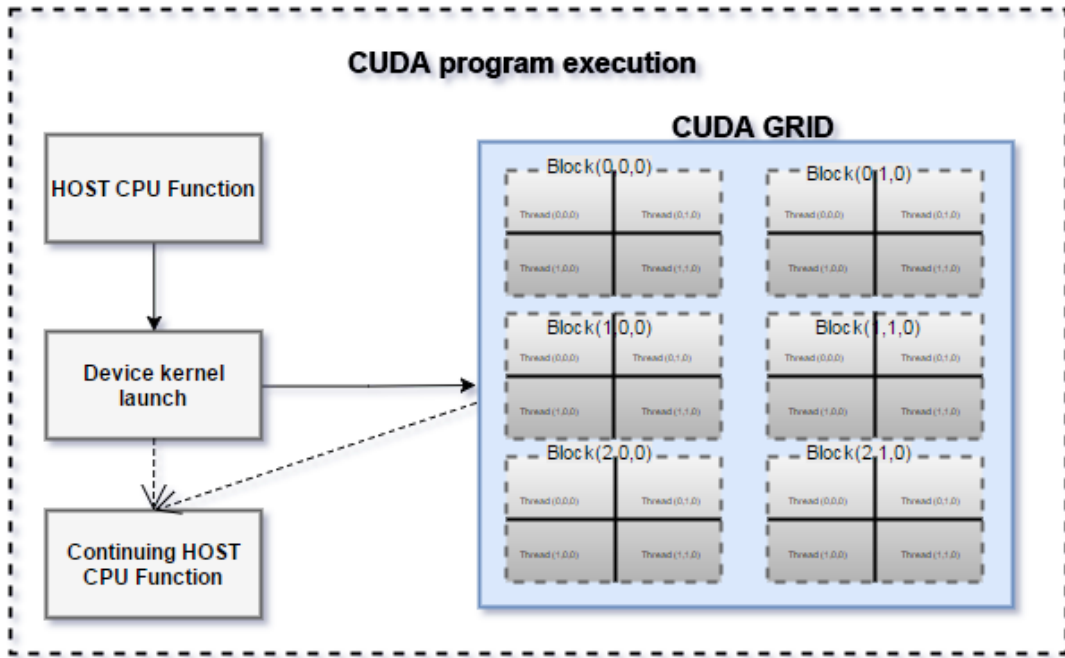 CUDA program execution
CUDA GRID
HOST CPU Function
Device kernel
launch
Continuing HOST
CPU Function
Block(0,0,0)
Thread (0,0,0) Thread (0,1,0)
Thread (1,0,0) Thread (1,1,0)
Block(0,1,0)
Thread (0,0,0) Thread (0,1,0)
Thread (1,0,0) Thread (1,1,0)
Block(1,0,0)
Thread (0,0,0) Thread (0,1,0)
Thread (1,0,0) Thread (1,1,0)
Block(1,1,0)
Thread (0,0,0) Thread (0,1,0)
Thread (1,0,0) Thread (1,1,0)
Block(2,0,0)
Thread (0,0,0) Thread (0,1,0)
Thread (1,0,0) Thread (1,1,0)
Block(2,1,0)
Thread (0,0,0) Thread (0,1,0)
Thread (1,0,0) Thread (1,1,0)